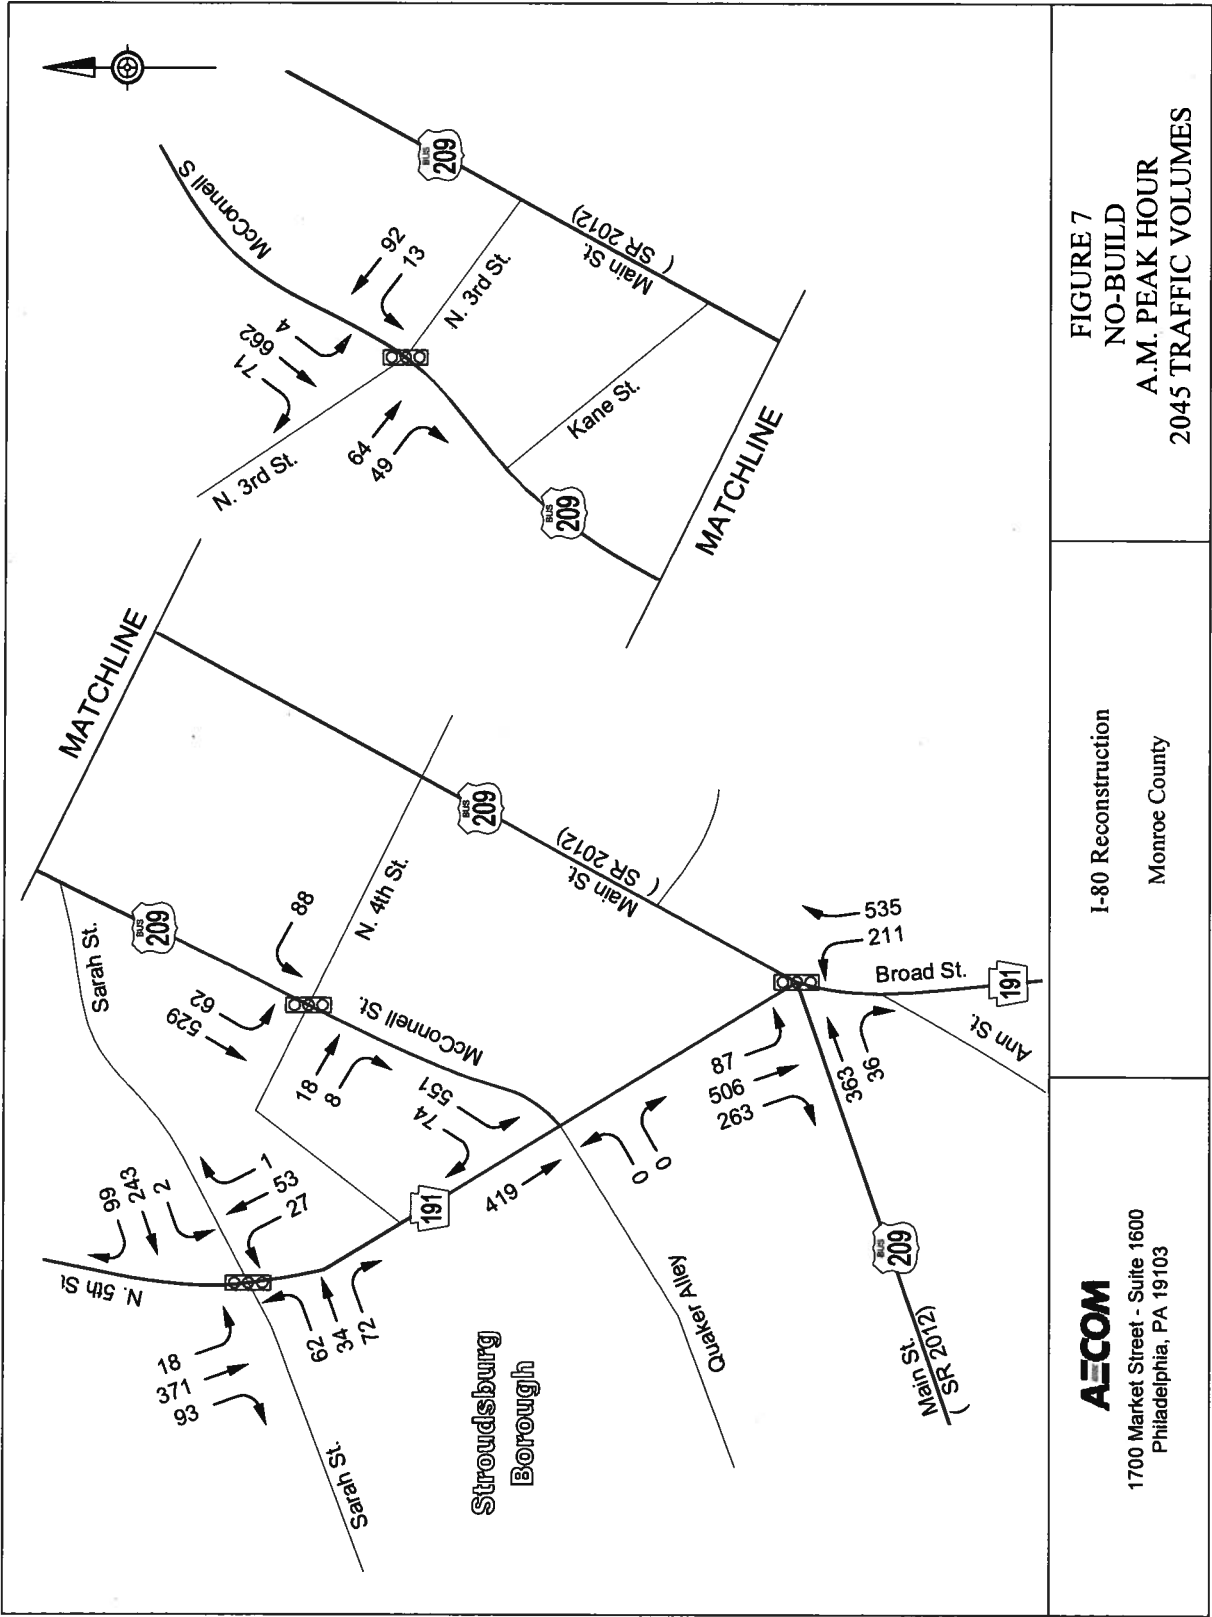 McConnell S
BUS
209
92
13
4
662
71
N. 3rd St.
N. 3rd St.
Main St.
( SR 2012)
64
49
Kane St.
BUS
209
MATCHLINE
MATCHLINE
Sarah St.
BUS
209
62
529
88
N. 4th St.
18
8
McConnell St.
BUS
209
Main St.
( SR 2012)
551
74
99
243
2
1
53
27
N. 5th St
18
371
93
62
34
72
191
419
0
0
Quaker Alley
Sarah St.
Stroudsburg
Borough
87
506
263
363
36
535
211
Broad St.
191
Ann St.
BUS
209
Main St.
( SR 2012)
AECOM
1700 Market Street - Suite 1600
Philadelphia, PA 19103
I-80 Reconstruction
Monroe County
FIGURE 7
NO-BUILD
A.M. PEAK HOUR
2045 TRAFFIC VOLUMES